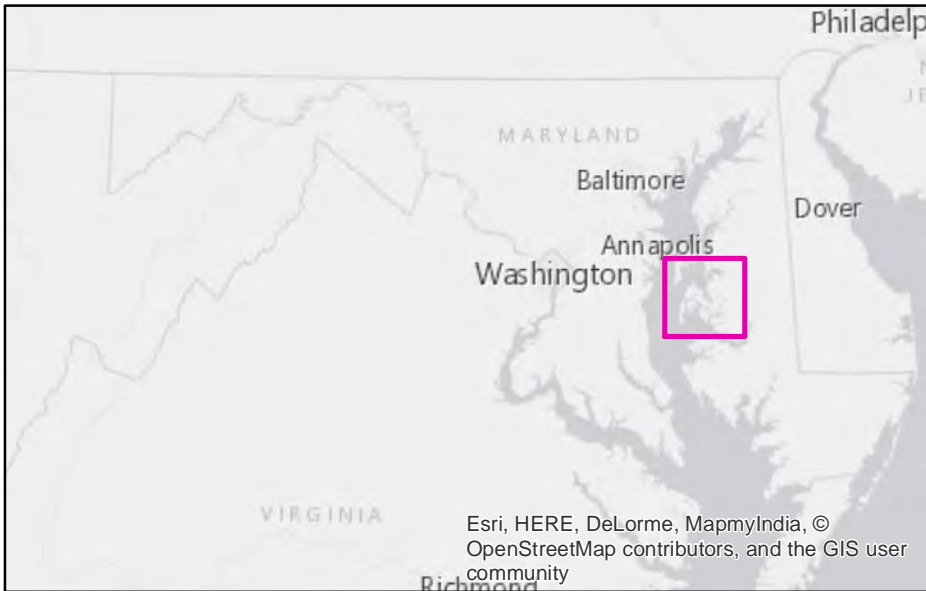 Philadelp
N
JE
MARYLAND
Baltimore
Dover
Annapolis
Washington
VIRGINIA
Esri, HERE, DeLorme, MapmyIndia, ©
OpenStreetMap contributors, and the GIS user
community
Richmond